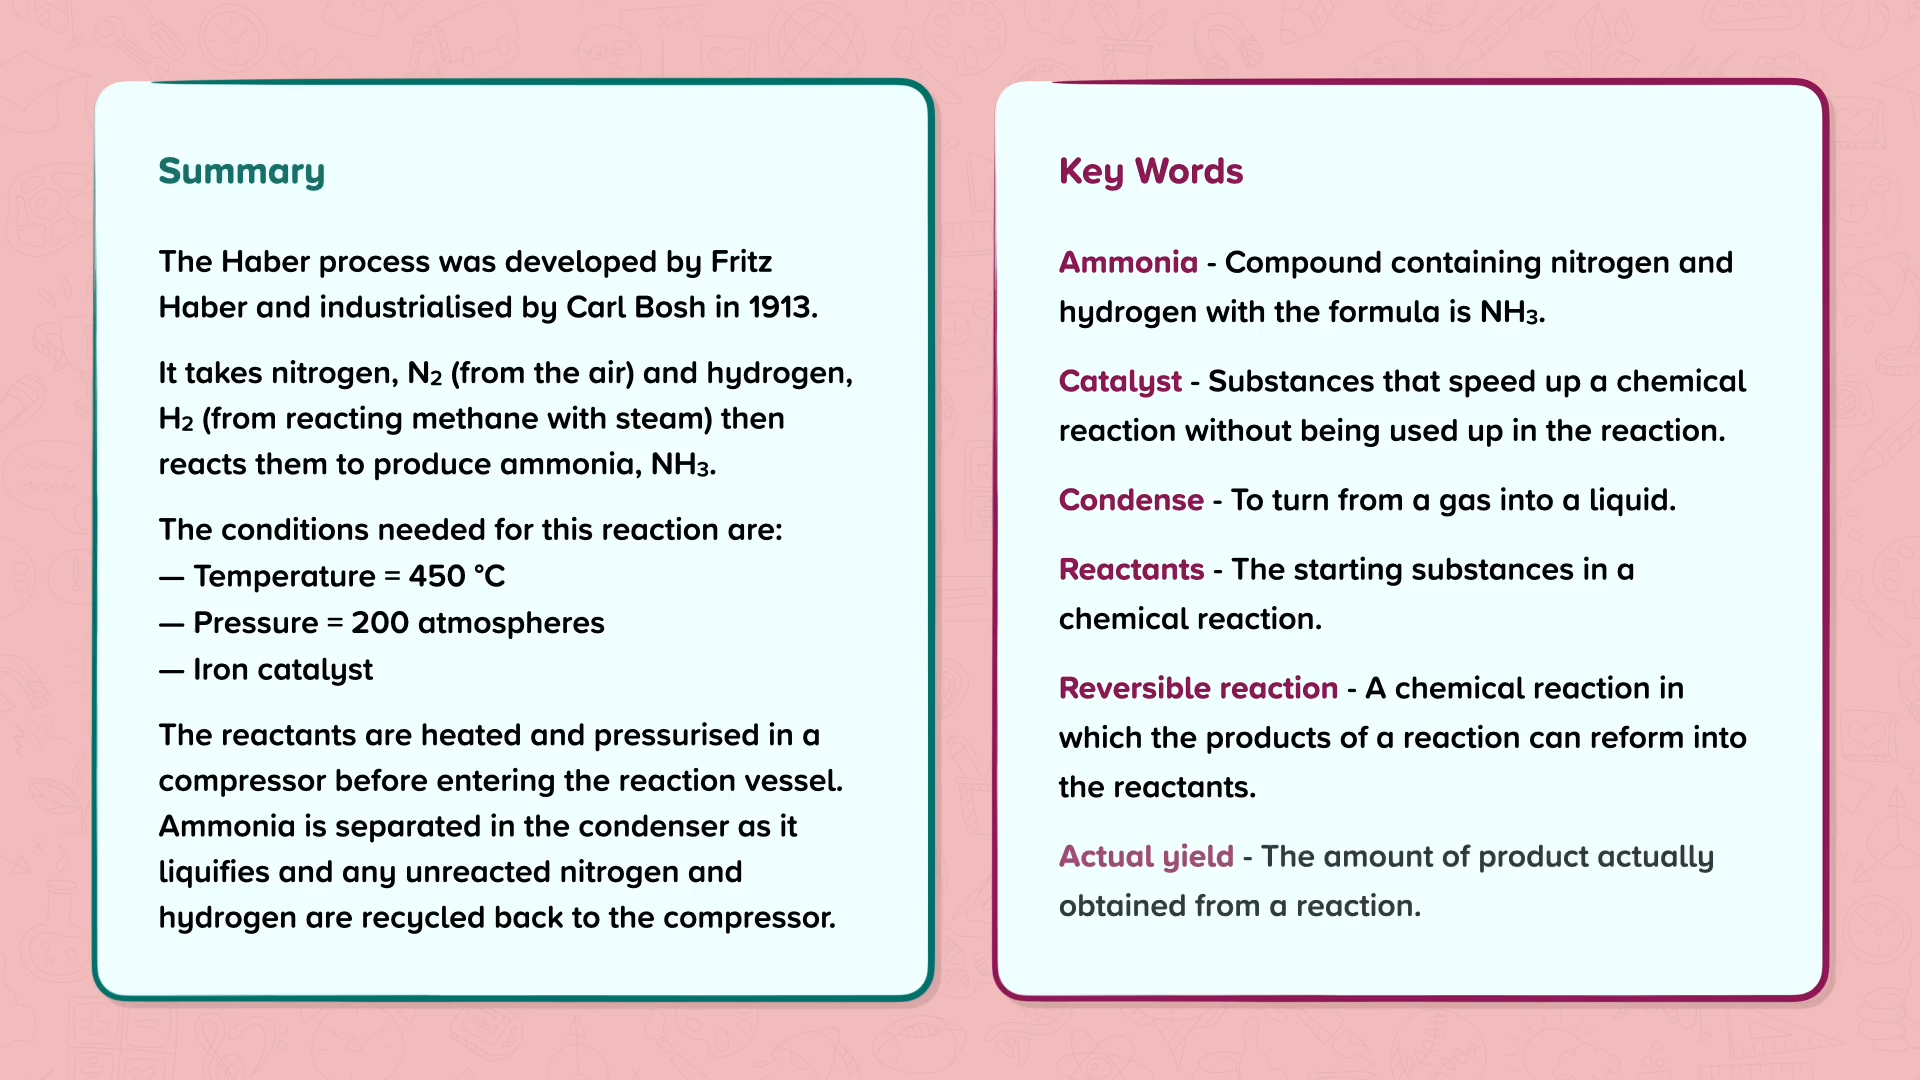 Summary
The Haber process was developed by Fritz
Haber and industrialised by Carl Bosh in 1913.
It takes nitrogen, N₂ (from the air) and hydrogen,
H₂ (from reacting methane with steam) then
reacts them to produce ammonia, NH₃.
The conditions needed for this reaction are:
— Temperature = 450 °C
— Pressure = 200 atmospheres
— Iron catalyst
The reactants are heated and pressurised in a
compressor before entering the reaction vessel.
Ammonia is separated in the condenser as it
liquifies and any unreacted nitrogen and
hydrogen are recycled back to the compressor.
Key Words
Ammonia - Compound containing nitrogen and
hydrogen with the formula is NH₃.
Catalyst - Substances that speed up a chemical
reaction without being used up in the reaction.
Condense - To turn from a gas into a liquid.
Reactants - The starting substances in a
chemical reaction.
Reversible reaction - A chemical reaction in
which the products of a reaction can reform into
the reactants.
Actual yield - The amount of product actually
obtained from a reaction.